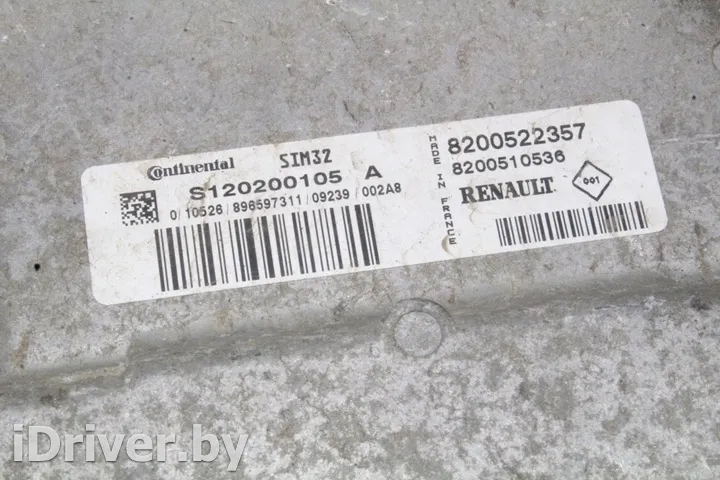 Continental SIM32
S120200105 A
0 10526 / 896597311 / 09239 / 002A8
MADE IN FRANCE
8200522357
8200510536
RENAULT 001
iDriver.by